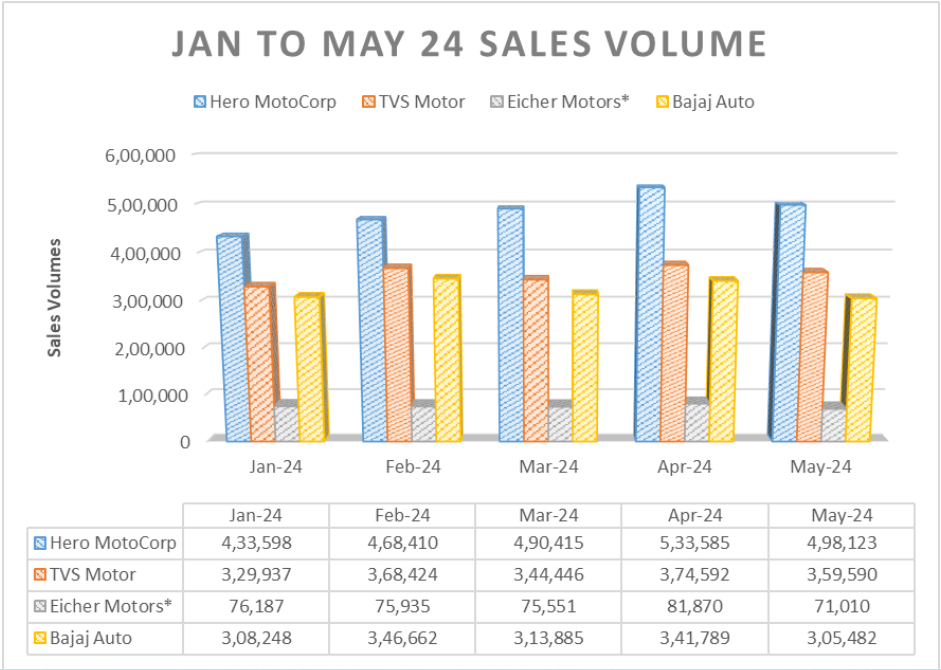 JAN TO MAY 24 SALES VOLUME
Hero MotoCorp TVS Motor Eicher Motors* Bajaj Auto
6,00,000
5,00,000
4,00,000
3,00,000
2,00,000
1,00,000
0
Sales Volumes
Jan-24 Feb-24 Mar-24 Apr-24 May-24
Jan-24 Feb-24 Mar-24 Apr-24 May-24
Hero MotoCorp 4,33,598 4,68,410 4,90,415 5,33,585 4,98,123
TVS Motor 3,29,937 3,68,424 3,44,446 3,74,592 3,59,590
Eicher Motors* 76,187 75,935 75,551 81,870 71,010
Bajaj Auto 3,08,248 3,46,662 3,13,885 3,41,789 3,05,482